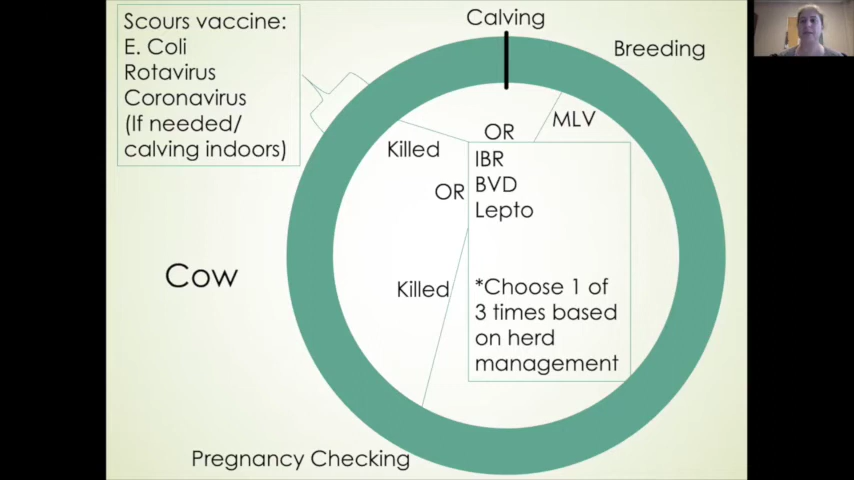 Scours vaccine:
E. Coli
Rotavirus
Coronavirus
(If needed/
calving indoors)
Calving
Breeding
MLV
OR
Killed
OR
IBR
BVD
Lepto
Cow
Killed
*Choose 1 of
3 times based
on herd
management
Pregnancy Checking